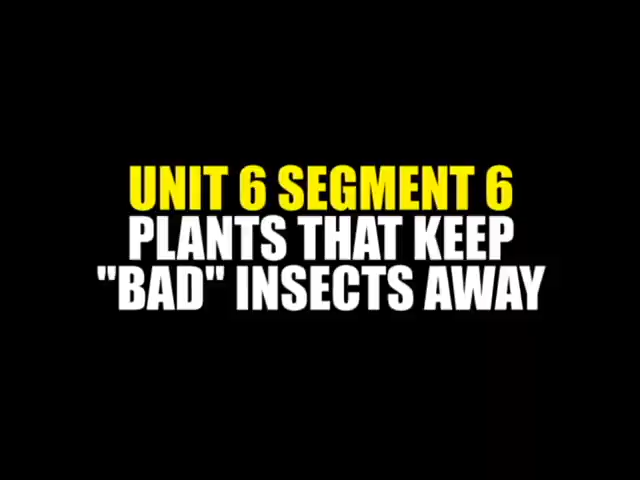 UNIT 6 SEGMENT 6
PLANTS THAT KEEP
"BAD" INSECTS AWAY